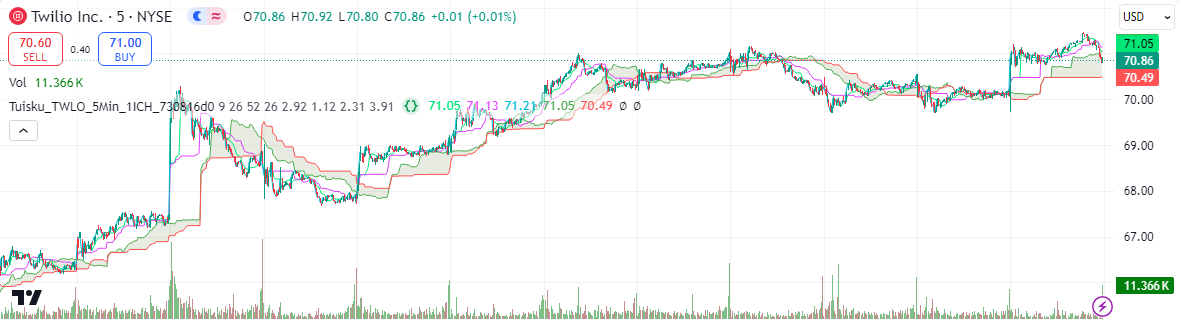 Twilio Inc. · 5 · NYSE O70.86 H70.92 L70.80 C70.86 +0.01 (+0.01%)
USD
70.60 SELL 0.40 71.00 BUY
Vol 11.366 K
Tuisku_TWLO_5Min_1ICH_730816d0 9 26 52 26 2.92 1.12 2.31 3.91 71.05 71.13 71.21 71.05 70.49 ∅ ∅
71.05
70.86
70.49
70.00
69.00
68.00
67.00
11.366 K